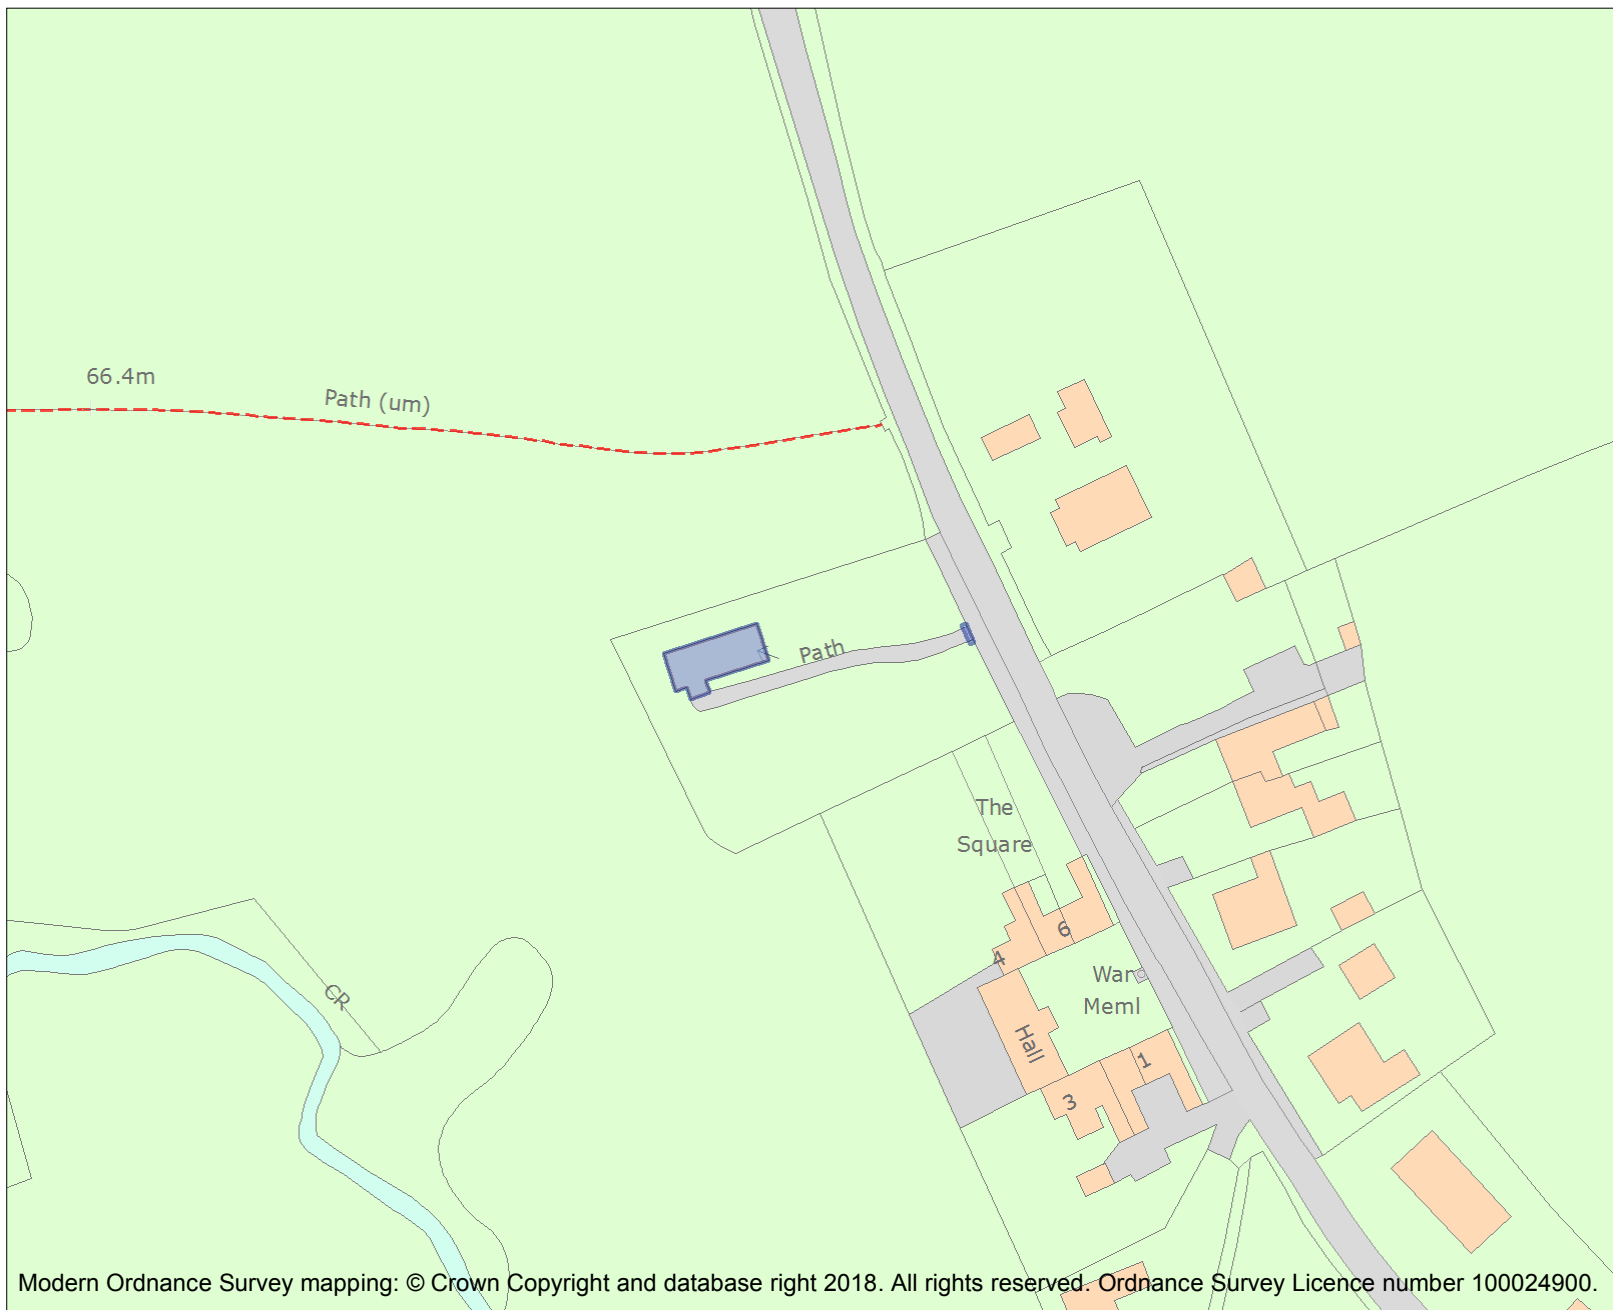 66.4m
Path (um)
Path
The
Square
6
4
War
Meml
CR
Hall
1
3
Modern Ordnance Survey mapping: © Crown Copyright and database right 2018. All rights reserved. Ordnance Survey Licence number 100024900.